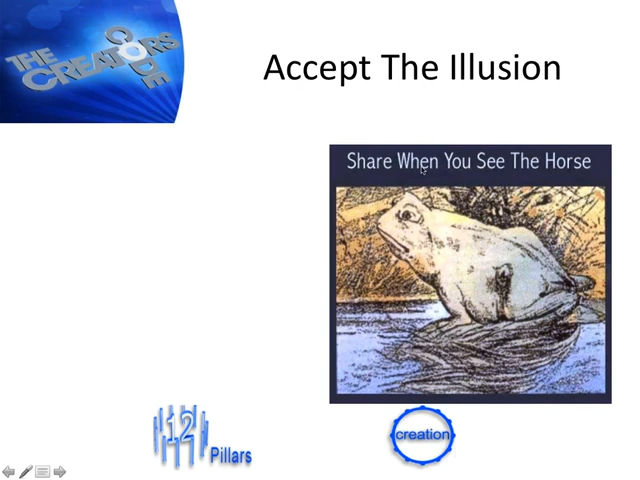 THE
CREATORS
CODE
Accept The Illusion
Share When You See The Horse
12
Pillars
creation